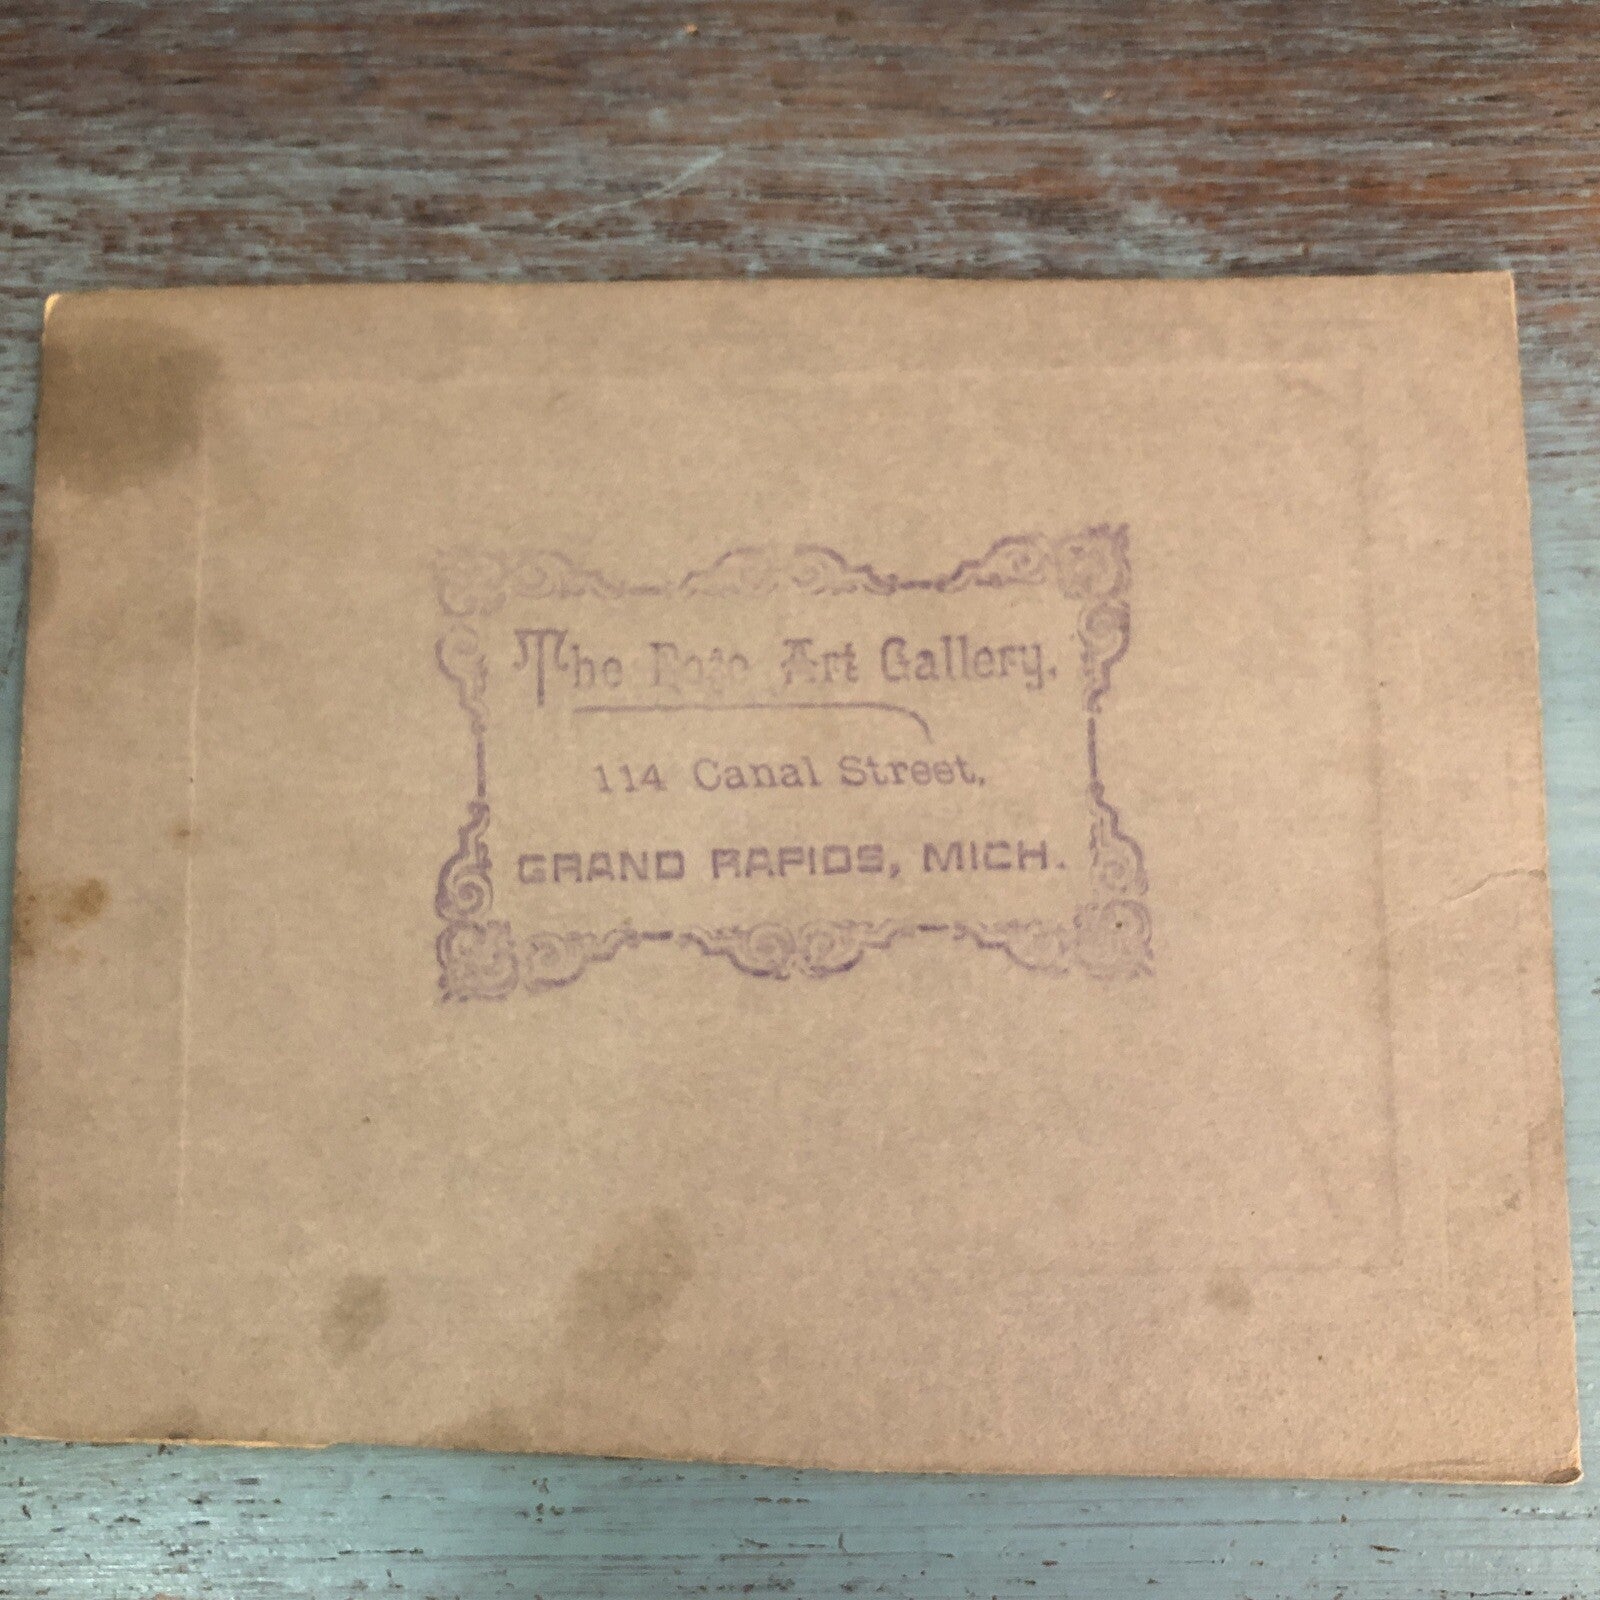 The Art Gallery.
114 Canal Street,
GRAND RAPIDS, MICH.